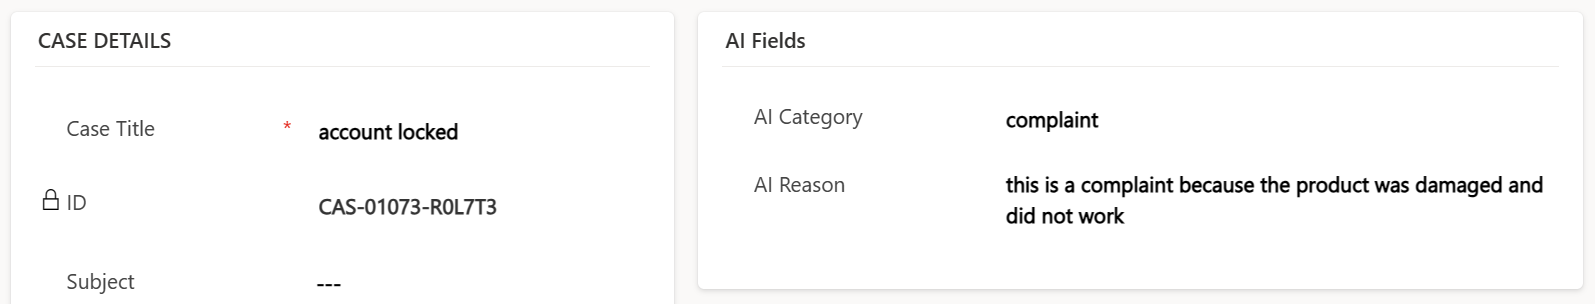 CASE DETAILS
Case Title * account locked
ID CAS-01073-R0L7T3
Subject ---
AI Fields
AI Category complaint
AI Reason this is a complaint because the product was damaged and
did not work